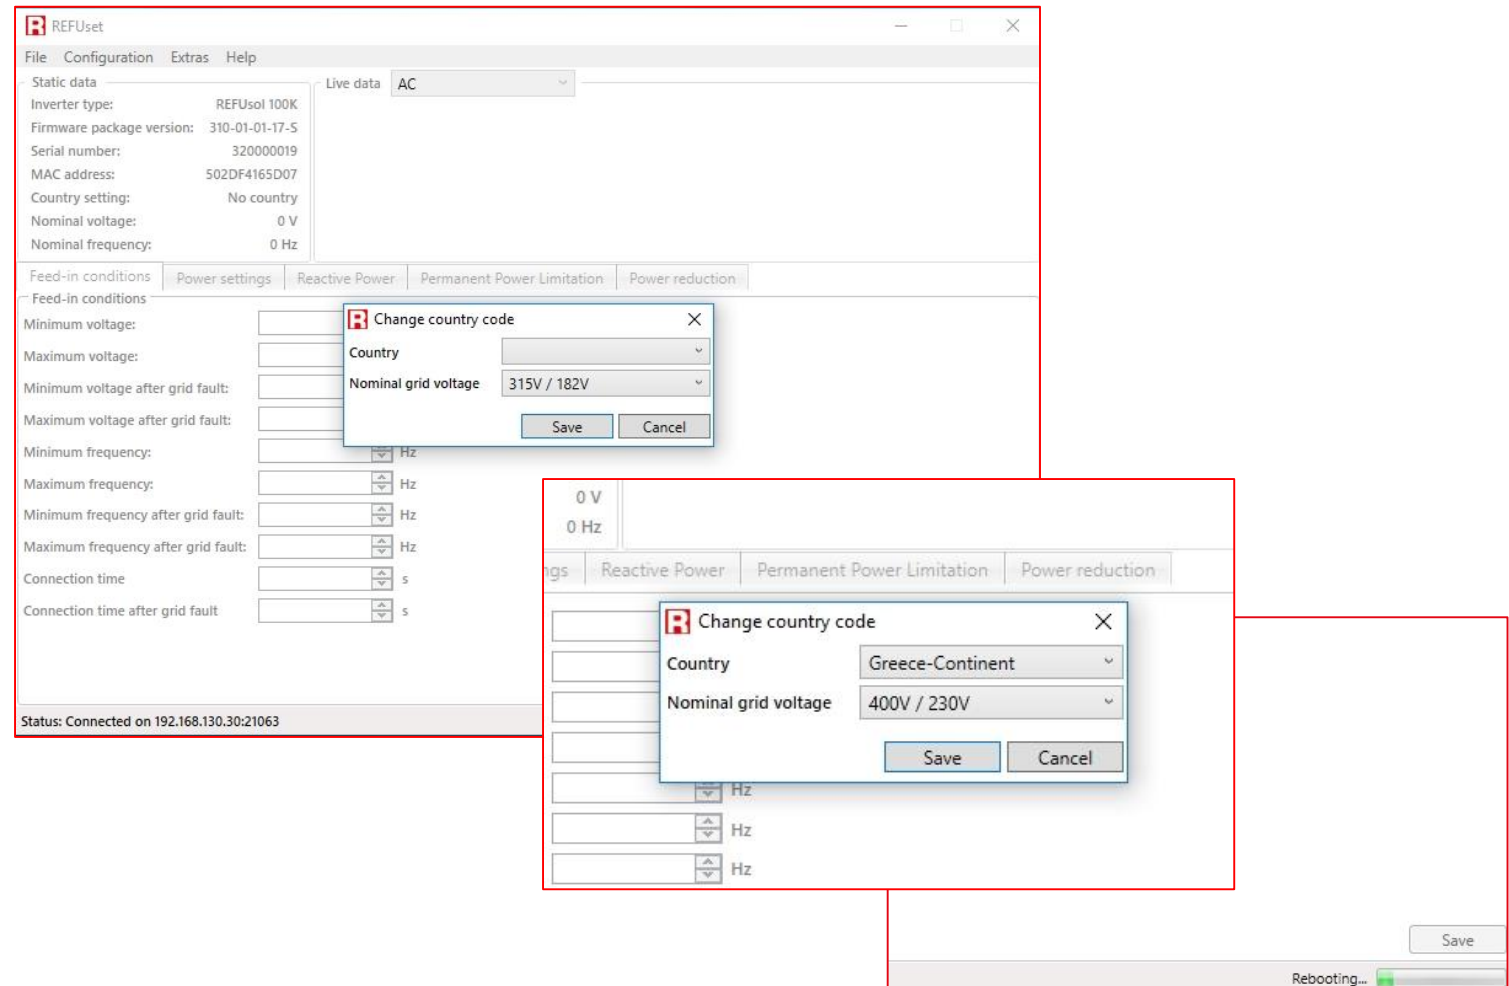 REFUset
File Configuration Extras Help
Static data
Inverter type: REFUsol 100K
Firmware package version: 310-01-01-17-S
Serial number: 320000019
MAC address: 502DF4165D07
Country setting: No country
Nominal voltage: 0 V
Nominal frequency: 0 Hz
Live data AC
Feed-in conditions Power settings Reactive Power Permanent Power Limitation Power reduction
Feed-in conditions
Minimum voltage:
Maximum voltage:
Minimum voltage after grid fault:
Maximum voltage after grid fault:
Minimum frequency: Hz
Maximum frequency: Hz
Minimum frequency after grid fault: Hz
Maximum frequency after grid fault: Hz
Connection time s
Connection time after grid fault s
Status: Connected on 192.168.130.30:21063
Change country code
Country
Nominal grid voltage 315V / 182V
Save Cancel
0 V
0 Hz
ngs Reactive Power Permanent Power Limitation Power reduction
Change country code
Country Greece-Continent
Nominal grid voltage 400V / 230V
Save Cancel
Hz
Hz
Hz
Save
Rebooting...